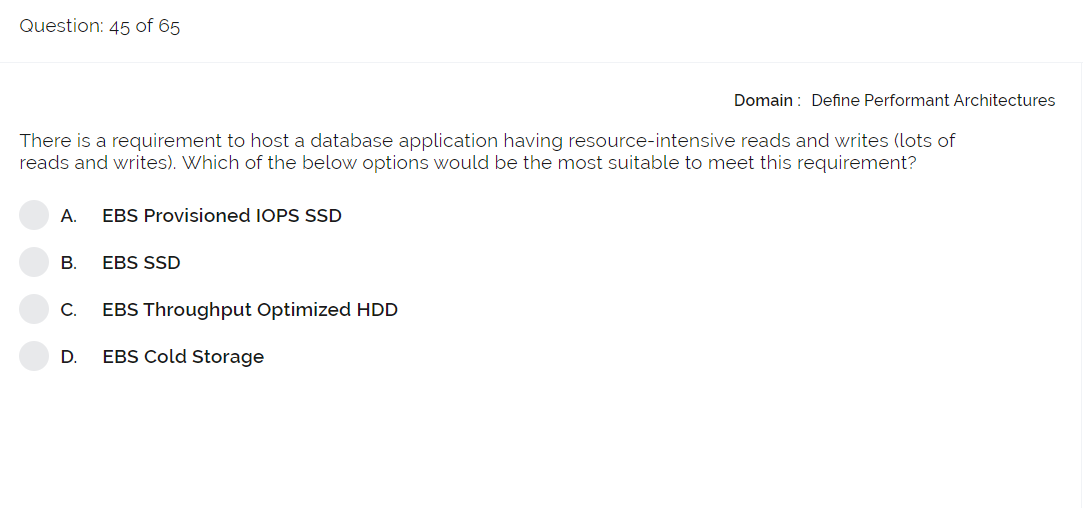 Question: 45 of 65
Domain : Define Performant Architectures
There is a requirement to host a database application having resource-intensive reads and writes (lots of
reads and writes). Which of the below options would be the most suitable to meet this requirement?
A. EBS Provisioned IOPS SSD
B. EBS SSD
C. EBS Throughput Optimized HDD
D. EBS Cold Storage